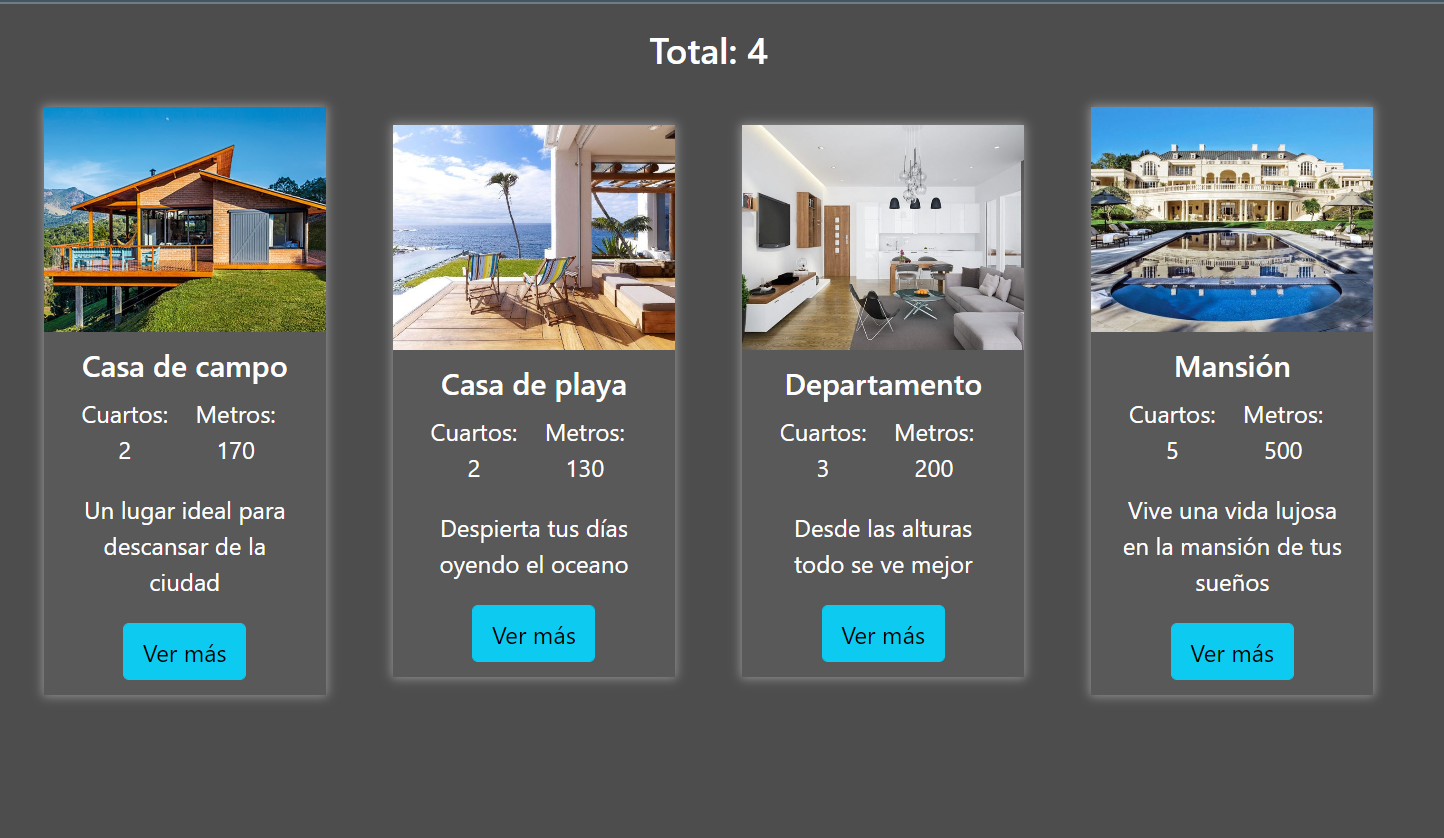 Total: 4
Casa de campo
Cuartos: Metros:
2 170
Un lugar ideal para
descansar de la
ciudad
Ver más
Casa de playa
Cuartos: Metros:
2 130
Despierta tus días
oyendo el oceano
Ver más
Departamento
Cuartos: Metros:
3 200
Desde las alturas
todo se ve mejor
Ver más
Mansión
Cuartos: Metros:
5 500
Vive una vida lujosa
en la mansión de tus
sueños
Ver más